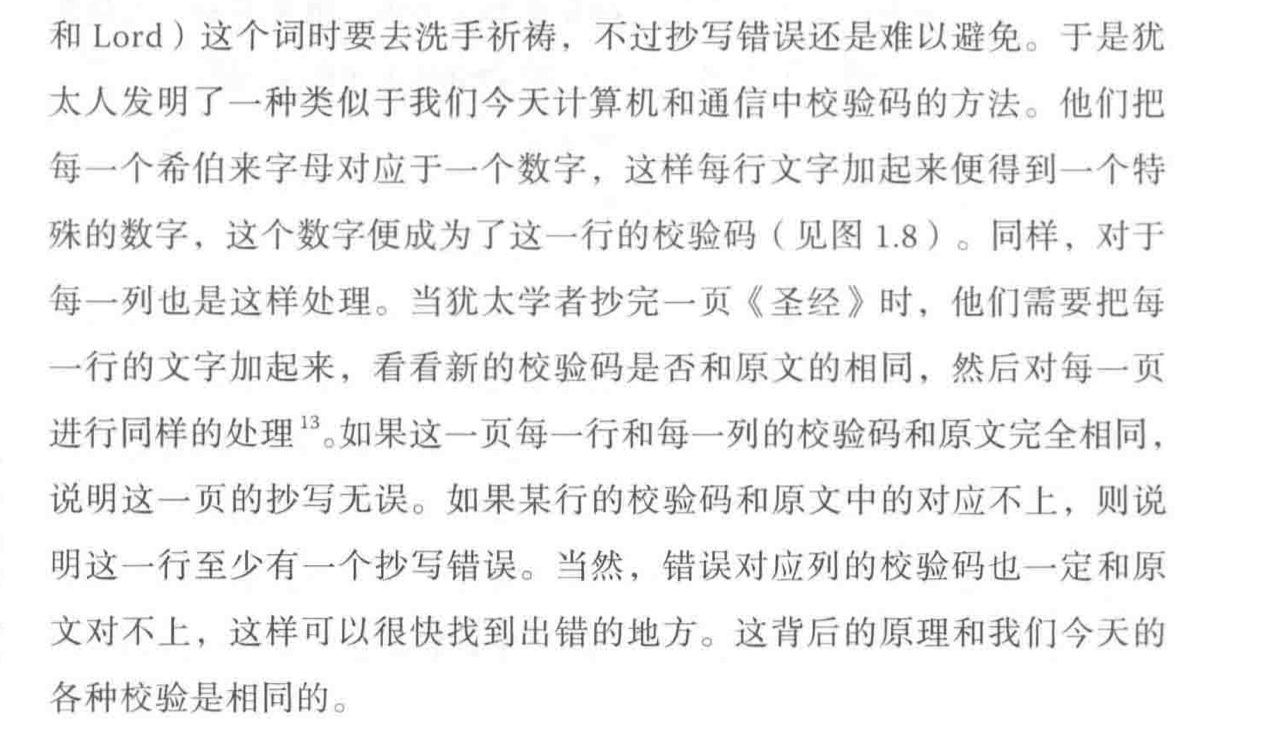 和 Lord）这个词时要去洗手祈祷，不过抄写错误还是难以避免。于是犹
太人发明了一种类似于我们今天计算机和通信中校验码的方法。他们把
每一个希伯来字母对应于一个数字，这样每行文字加起来便得到一个特
殊的数字，这个数字便成为了这一行的校验码（见图 1.8）。同样，对于
每一列也是这样处理。当犹太学者抄完一页《圣经》时，他们需要把每
一行的文字加起来，看看新的校验码是否和原文的相同，然后对每一页
进行同样的处理13。如果这一页每一行和每一列的校验码和原文完全相同，
说明这一页的抄写无误。如果某行的校验码和原文中的对应不上，则说
明这一行至少有一个抄写错误。当然，错误对应列的校验码也一定和原
文对不上，这样可以很快找到出错的地方。这背后的原理和我们今天的
各种校验是相同的。